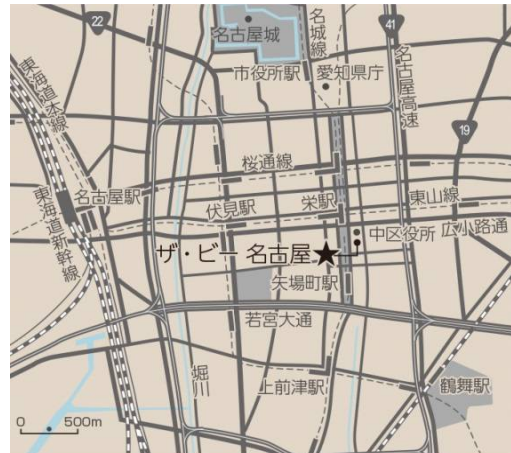 22
名古屋城
名城線
41
市役所駅
愛知県庁
名古屋高速
東海道本線
19
桜通線
名古屋駅
伏見駅
栄駅
東山線
東海道新幹線
中区役所
広小路通
ザ・ビー 名古屋★
矢場町駅
若宮大通
堀川
上前津駅
鶴舞駅
0 500m